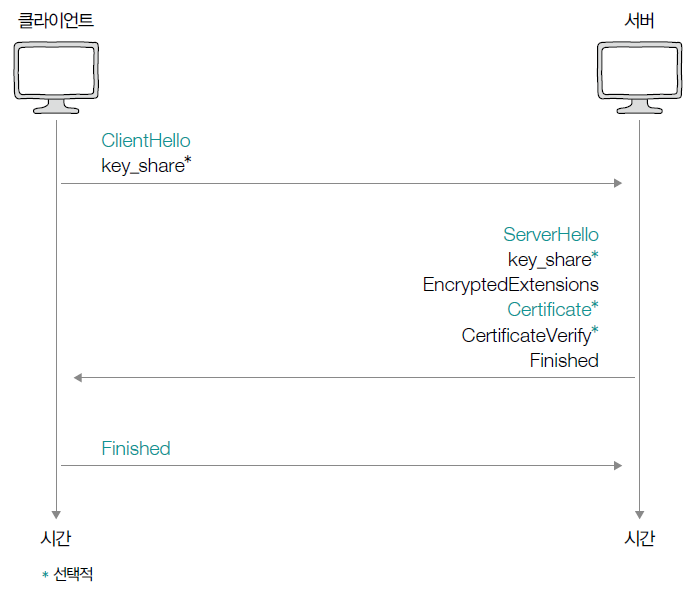 클라이언트
서버
ClientHello
key_share*
ServerHello
key_share*
EncryptedExtensions
Certificate*
CertificateVerify*
Finished
Finished
시간
시간
* 선택적